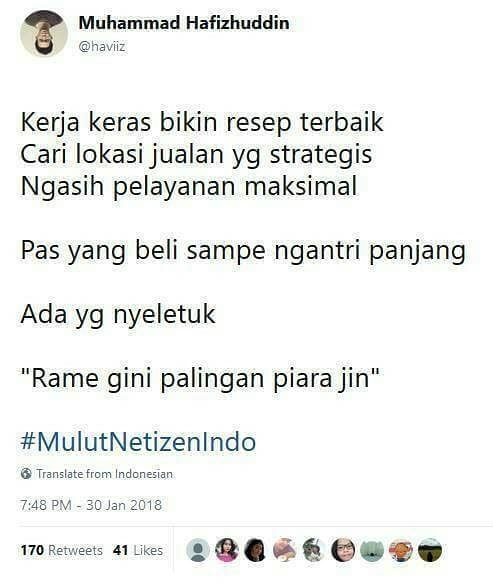 Muhammad Hafizhuddin
@haviiz
Kerja keras bikin resep terbaik
Cari lokasi jualan yg strategis
Ngasih pelayanan maksimal
Pas yang beli sampe ngantri panjang
Ada yg nyeletuk
"Rame gini palingan piara jin"
#MulutNetizenIndo
Translate from Indonesian
7:48 PM - 30 Jan 2018
170 Retweets 41 Likes